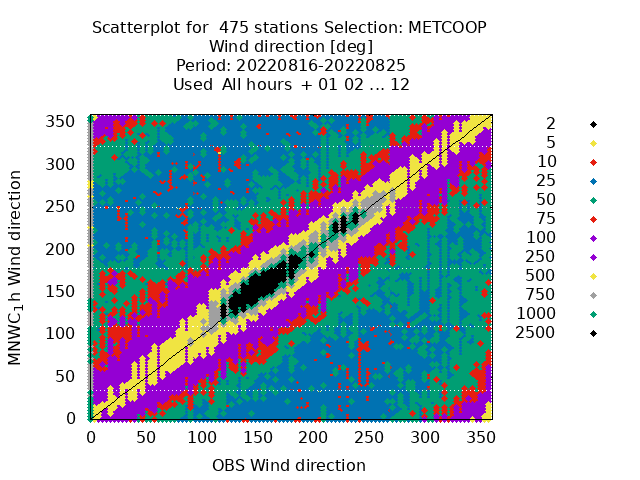 Scatterplot for  475 stations Selection: METCOOP
Wind direction [deg]
Period: 20220816-20220825
Used  All hours  + 01 02 ... 12
MNWC1h Wind direction
350
300
250
200
150
100
50
0
0 50 100 150 200 250 300 350
OBS Wind direction
2
5
10
25
50
75
100
250
500
750
1000
2500